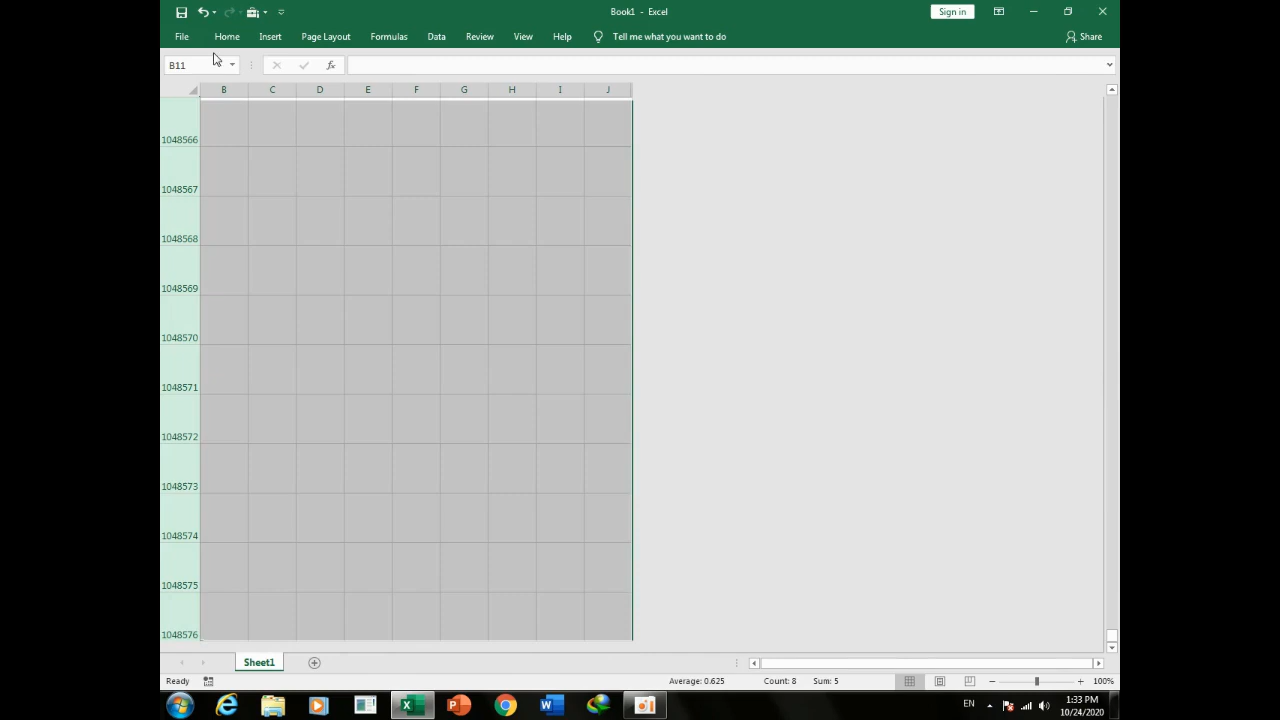 Book1 - Excel
Sign in
File Home Insert Page Layout Formulas Data Review View Help Tell me what you want to do Share
B11 fx
B C D E F G H I J
1048566
1048567
1048568
1048569
1048570
1048571
1048572
1048573
1048574
1048575
1048576
Sheet1
Ready Average: 0.625 Count: 8 Sum: 5 100%
EN 1:33 PM
10/24/2020